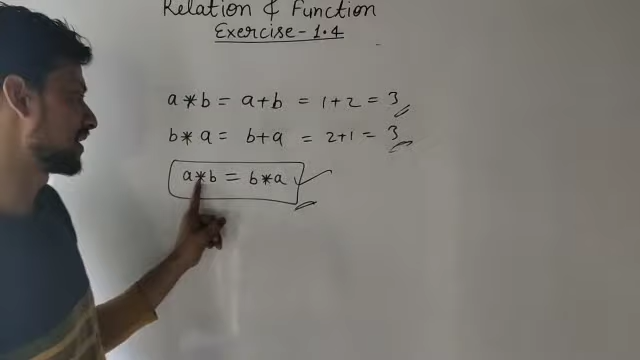 Relation & Function
Exercise - 1.4
a * b = a + b = 1 + 2 = 3
b * a = b + a = 2 + 1 = 3
a * b = b * a